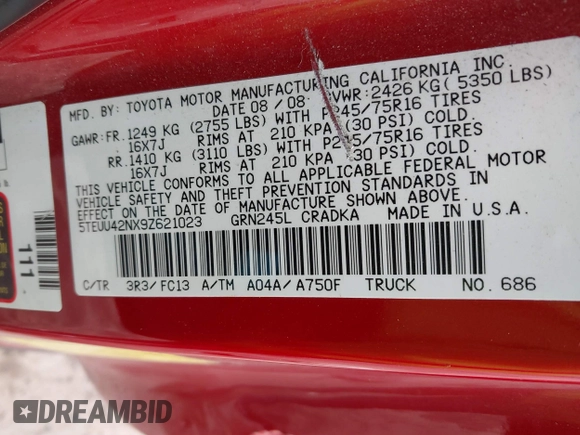 MFD. BY: TOYOTA MOTOR MANUFACTURING CALIFORNIA INC.
DATE 08 / 08 GVWR: 2426 KG ( 5350 LBS)
GAWR: FR. 1249 KG (2755 LBS) WITH P245/75R16 TIRES
16X7J RIMS AT 210 KPA (30 PSI) COLD.
RR. 1410 KG (3110 LBS) WITH P245/75R16 TIRES
16X7J RIMS AT 210 KPA (30 PSI) COLD.
THIS VEHICLE CONFORMS TO ALL APPLICABLE FEDERAL MOTOR
VEHICLE SAFETY AND THEFT PREVENTION STANDARDS IN
EFFECT ON THE DATE OF MANUFACTURE SHOWN ABOVE.
5TEUU42NX9Z621023 GRN245L CRADKA MADE IN U.S.A.
C/TR 3R3/ FC13 A/TM A04A/ A750F TRUCK NO. 686
111
DREAMBID